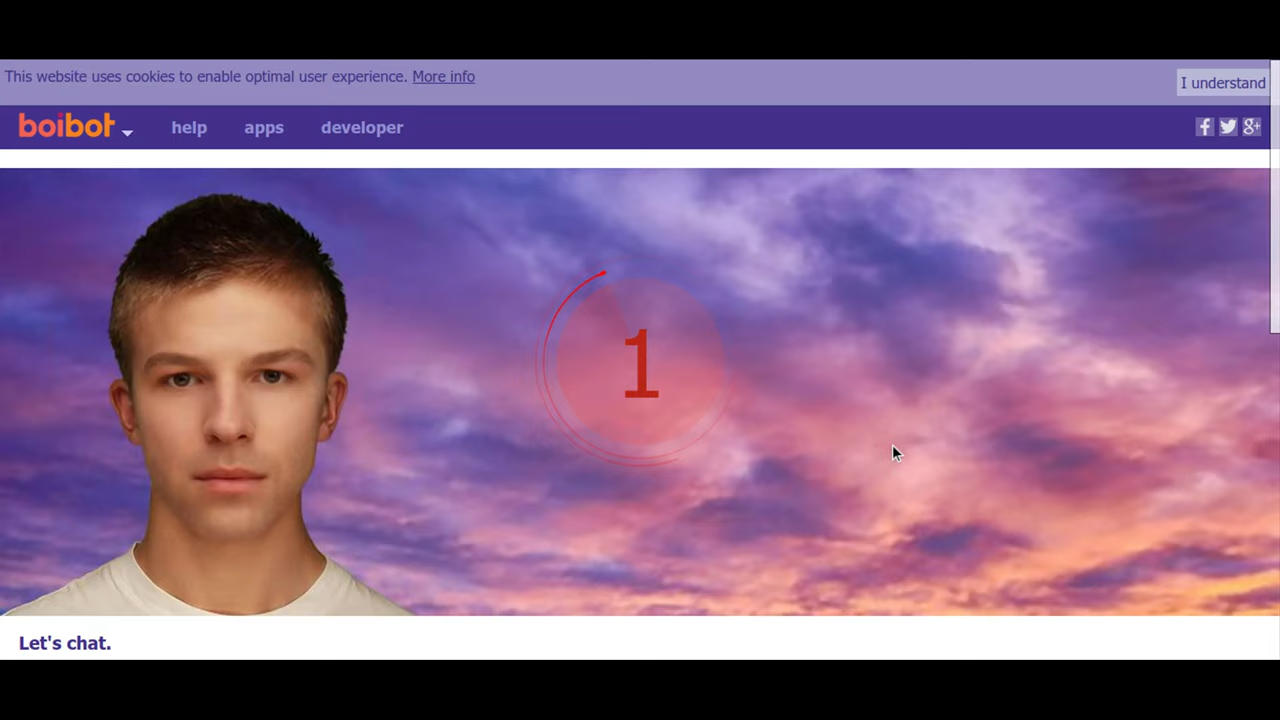 This website uses cookies to enable optimal user experience. More info
I understand
boibot
help
apps
developer
f
g+
1
Let's chat.